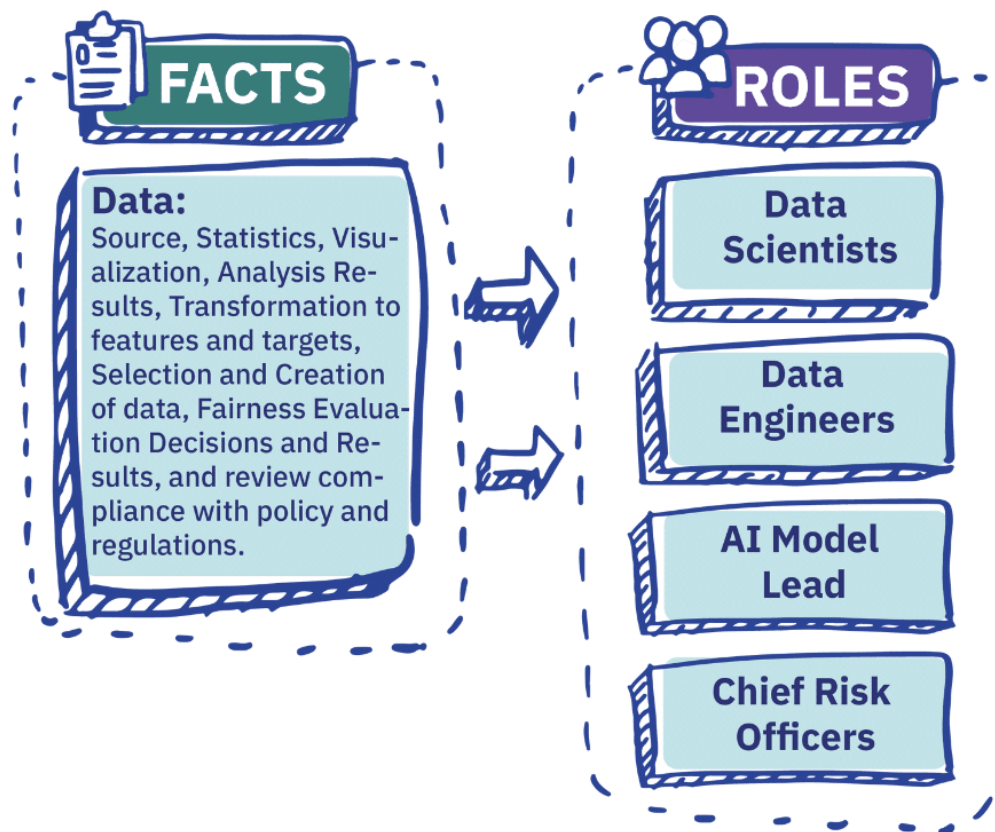 FACTS
Data:
Source, Statistics, Visu-
alization, Analysis Re-
sults, Transformation to
features and targets,
Selection and Creation
of data, Fairness Evalua-
tion Decisions and Re-
sults, and review com-
pliance with policy and
regulations.
ROLES
Data
Scientists
Data
Engineers
AI Model
Lead
Chief Risk
Officers